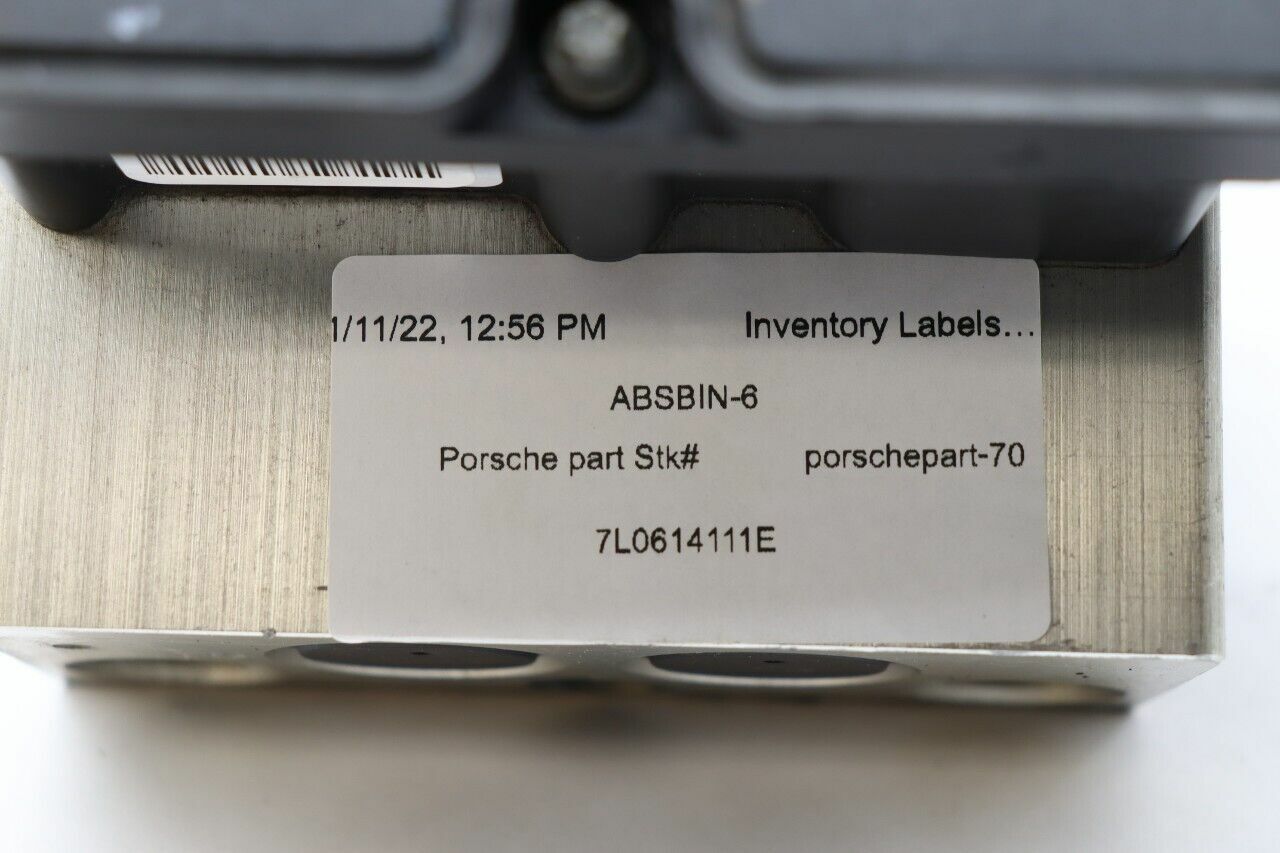 1/11/22, 12:56 PM Inventory Labels...
ABSBIN-6
Porsche part Stk# porschepart-70
7L0614111E